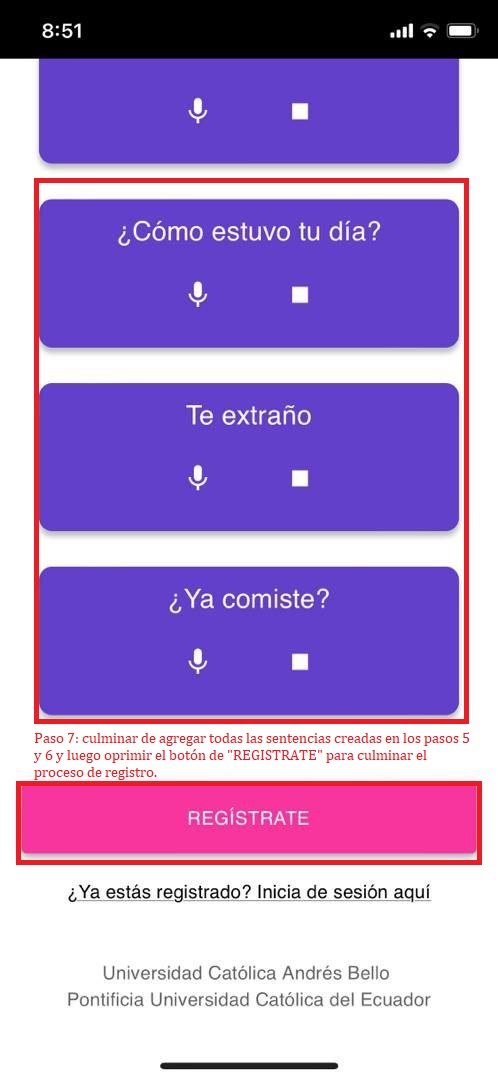 8:51
¿Cómo estuvo tu día?
Te extraño
¿Ya comiste?
Paso 7: culminar de agregar todas las sentencias creadas en los pasos 5
y 6 y luego oprimir el botón de "REGISTRATE" para culminar el
proceso de registro.
REGÍSTRATE
¿Ya estás registrado? Inicia de sesión aquí
Universidad Católica Andrés Bello
Pontificia Universidad Católica del Ecuador